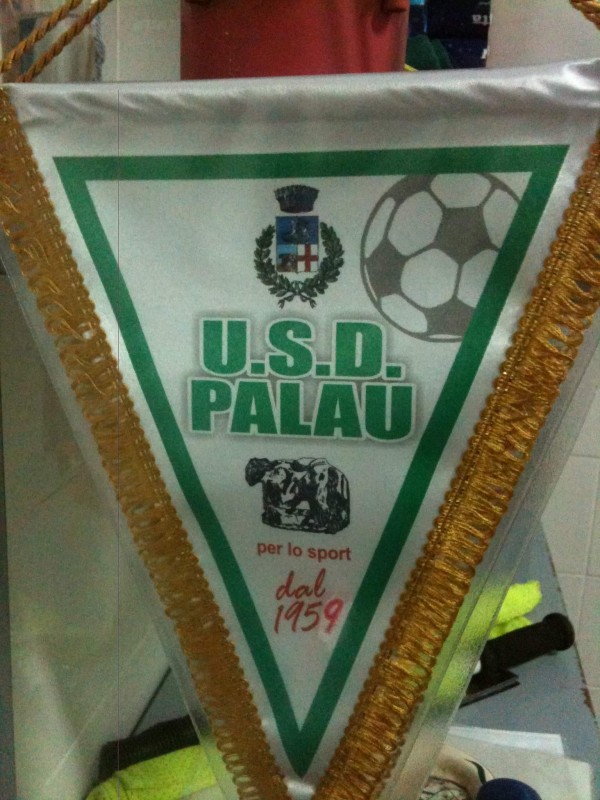 U.S.D.
PALAU
per lo sport
dal
1959